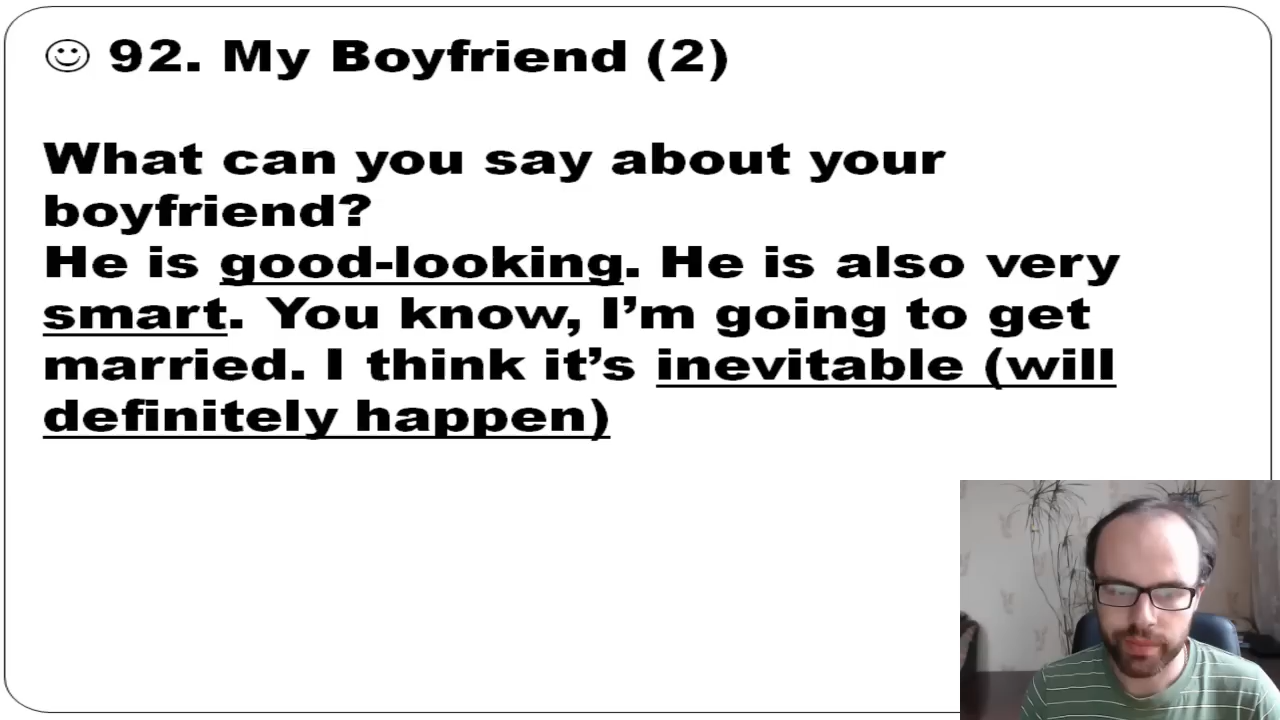 ☺ 92. My Boyfriend (2)
What can you say about your
boyfriend?
He is good-looking. He is also very
smart. You know, I’m going to get
married. I think it’s inevitable (will
definitely happen)